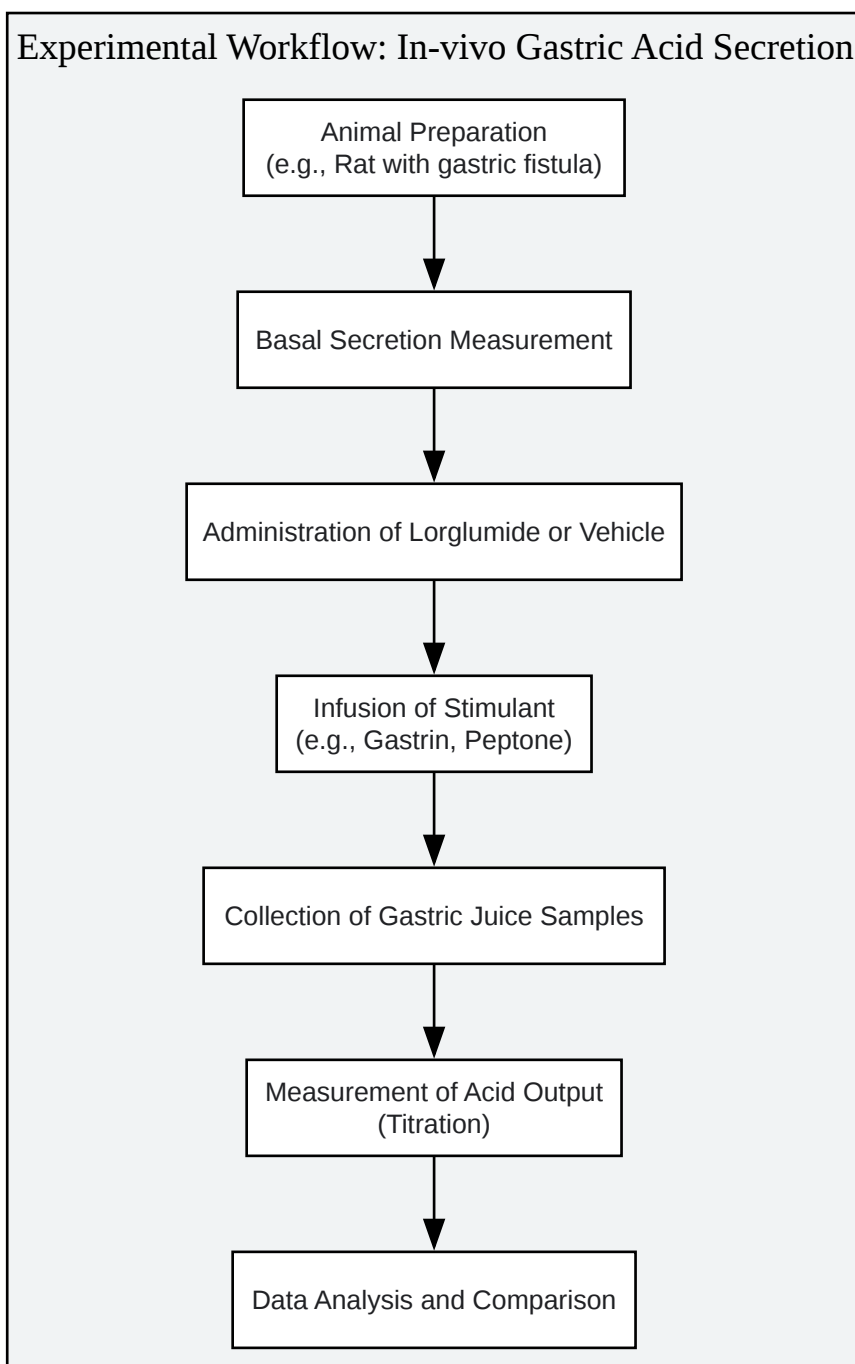 Experimental Workflow: In-vivo Gastric Acid Secretion
Animal Preparation
(e.g., Rat with gastric fistula)
Basal Secretion Measurement
Administration of Lorglumide or Vehicle
Infusion of Stimulant
(e.g., Gastrin, Peptone)
Collection of Gastric Juice Samples
Measurement of Acid Output
(Titration)
Data Analysis and Comparison